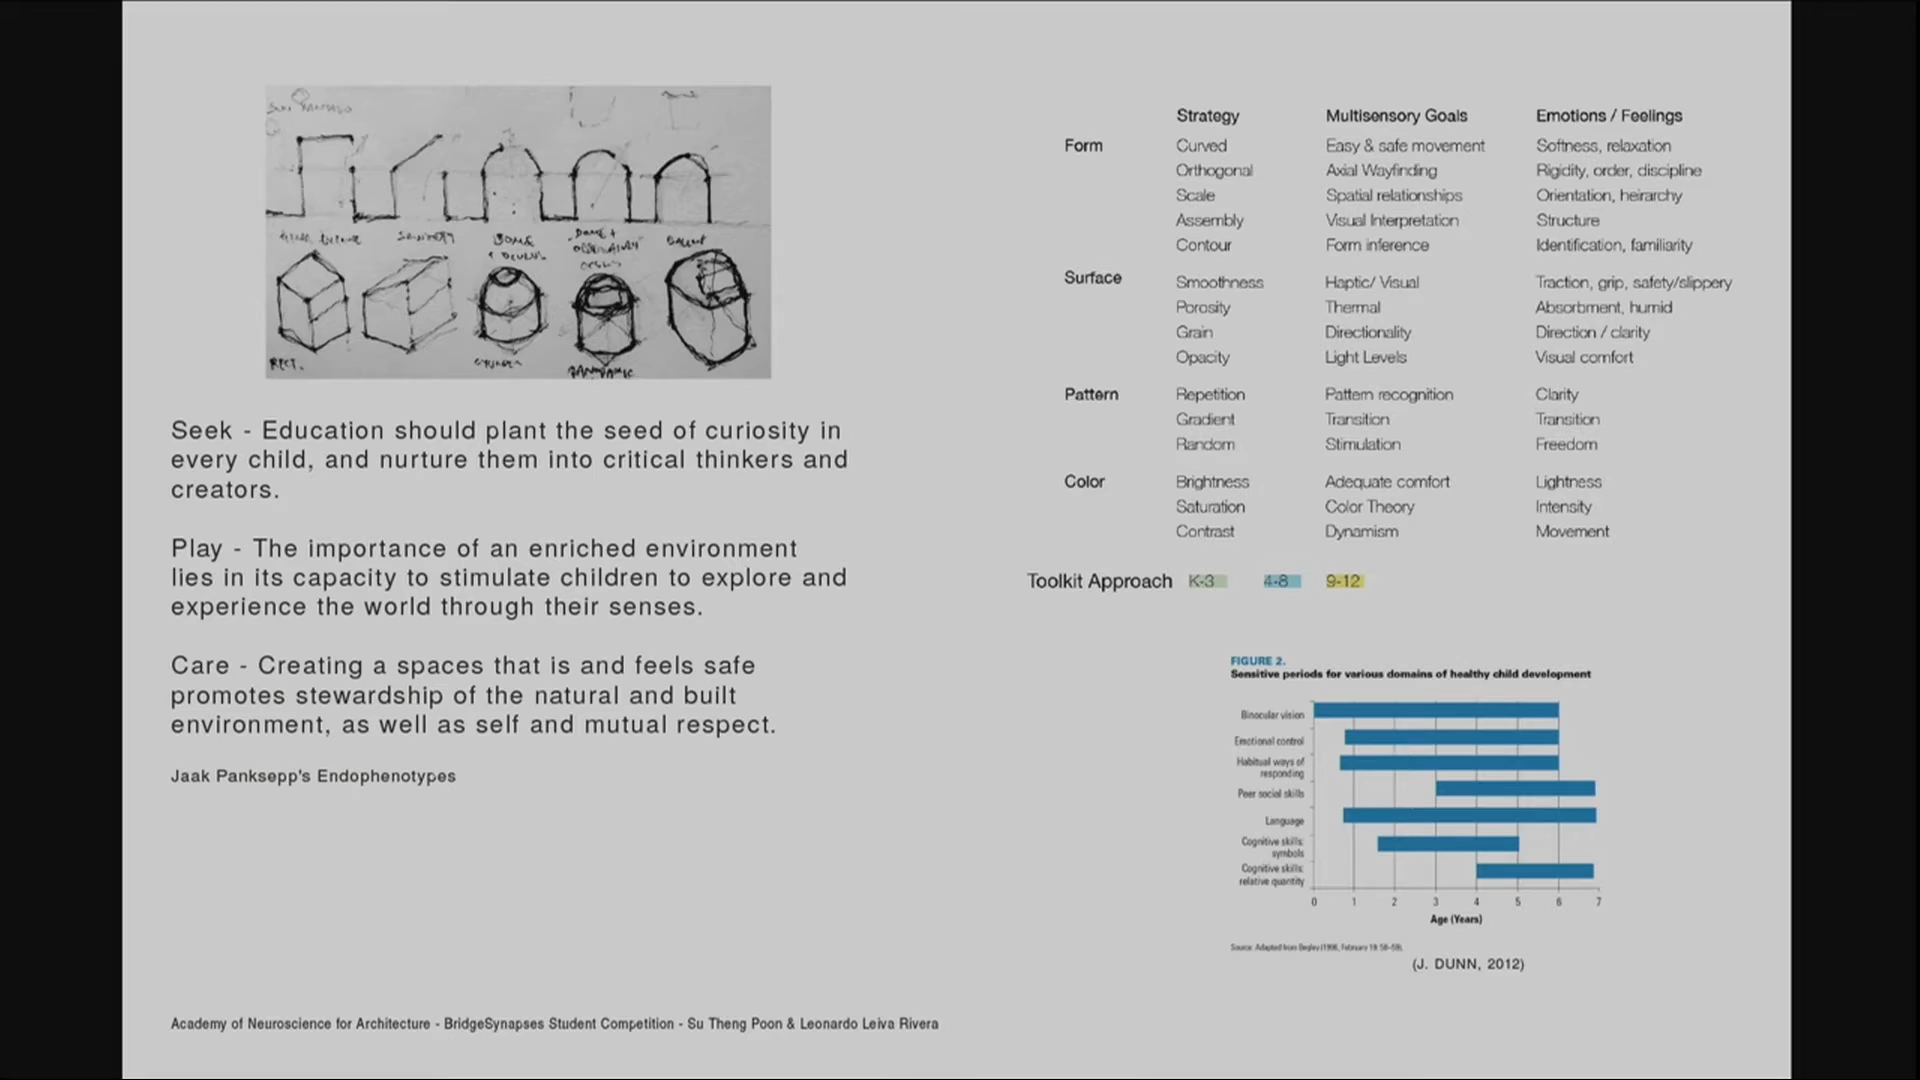 RECT.
Seek - Education should plant the seed of curiosity in
every child, and nurture them into critical thinkers and
creators.
Play - The importance of an enriched environment
lies in its capacity to stimulate children to explore and
experience the world through their senses.
Care - Creating a spaces that is and feels safe
promotes stewardship of the natural and built
environment, as well as self and mutual respect.
Jaak Panksepp's Endophenotypes
Strategy Multisensory Goals Emotions / Feelings
Form Curved Easy & safe movement Softness, relaxation
Orthogonal Axial Wayfinding Rigidity, order, discipline
Scale Spatial relationships Orientation, heirarchy
Assembly Visual Interpretation Structure
Contour Form inference Identification, familiarity
Surface Smoothness Haptic/ Visual Traction, grip, safety/slippery
Porosity Thermal Absorbment, humid
Grain Directionality Direction / clarity
Opacity Light Levels Visual comfort
Pattern Repetition Pattern recognition Clarity
Gradient Transition Transition
Random Stimulation Freedom
Color Brightness Adequate comfort Lightness
Saturation Color Theory Intensity
Contrast Dynamism Movement
Toolkit Approach K-3 4-8 9-12
FIGURE 2.
Sensitive periods for various domains of healthy child development
Binocular vision
Emotional control
Habitual ways of
responding
Peer social skills
Language
Cognitive skills:
symbols
Cognitive skills:
relative quantity
0 1 2 3 4 5 6 7
Age (Years)
Source: Adapted from Begley (1996, February 19: 56–59).
(J. DUNN, 2012)
Academy of Neuroscience for Architecture - BridgeSynapses Student Competition - Su Theng Poon & Leonardo Leiva Rivera